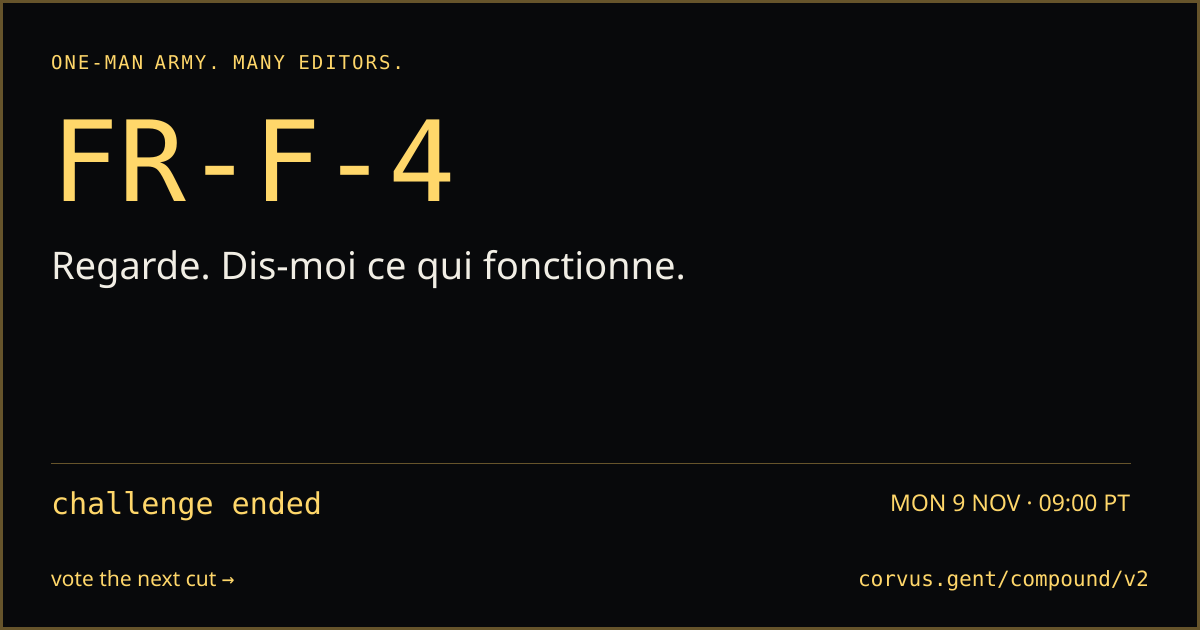 ONE-MAN ARMY. MANY EDITORS.
FR-F-4
Regarde. Dis-moi ce qui fonctionne.
challenge ended
MON 9 NOV · 09:00 PT
vote the next cut →
corvus.gent/compound/v2